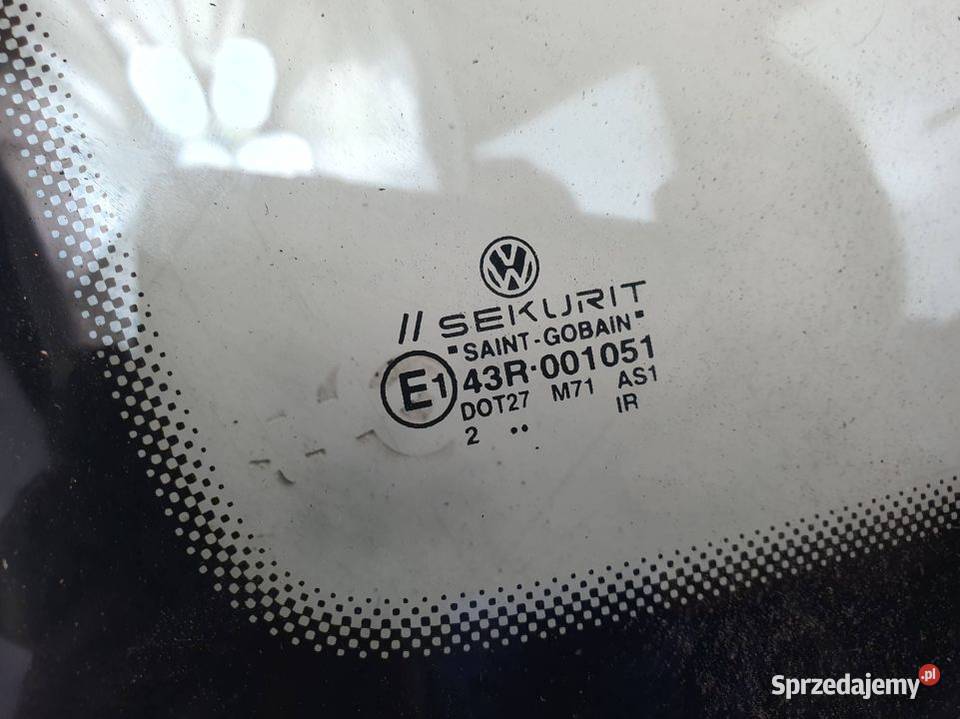 VW
// SEKURIT
"SAINT-GOBAIN"
E1 43R-001051
DOT27 M71 AS1
2 .. IR
Sprzedajemy.pl